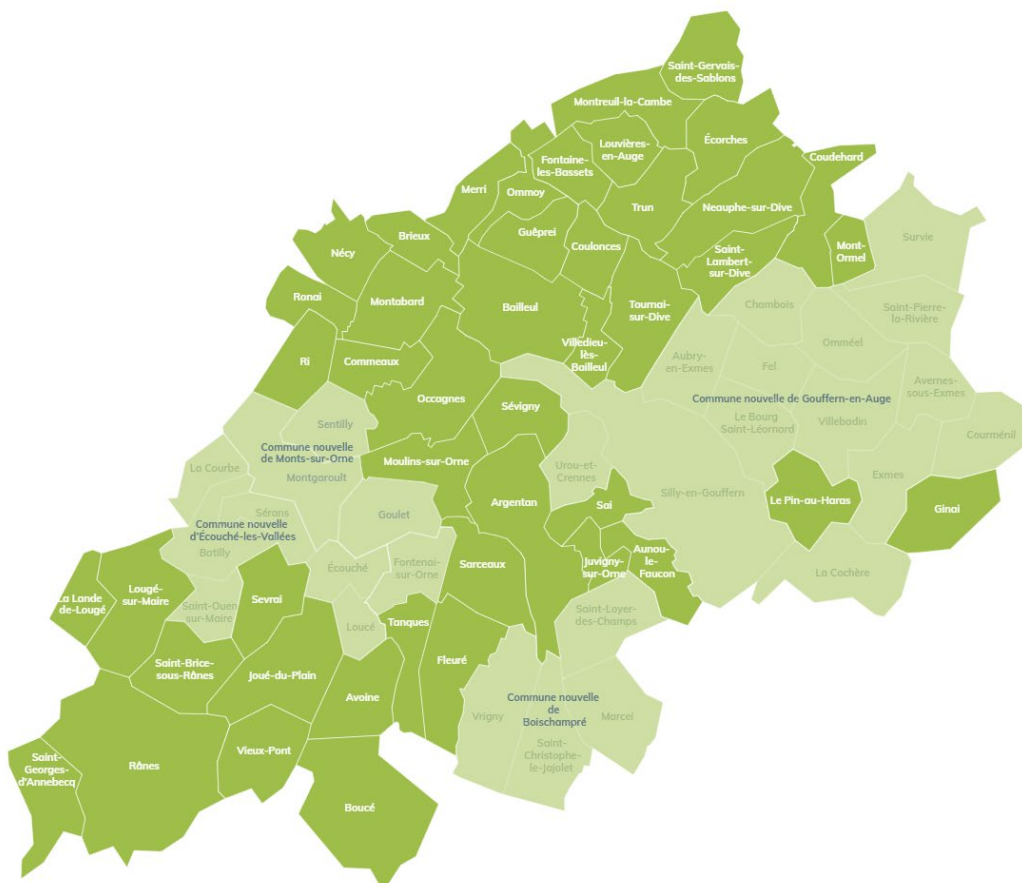 Saint-Gervais-
des-Sablons
Montreuil-la-Cambe
Louvières-
en-Auge
Écorches
Fontaine-
les-Bassets
Coudehard
Merri
Ommoy
Trun
Neauphe-sur-Dive
Guêprei
Brieux
Coulonces
Survie
Nécy
Saint-
Lambert-
sur-Dive
Mont-
Ormel
Ronai
Montabard
Bailleul
Tournai-
sur-Dive
Chambois
Saint-Pierre-
la-Rivière
Omméel
Villedieu-
lès-
Bailleul
Ri
Commeaux
Aubry-
en-Exmes
Fel
Avernes-
sous-Exmes
Occagnes
Sévigny
Commune nouvelle de Gouffern-en-Auge
Le Bourg
Saint-Léonard
Villebadin
Sentilly
Courménil
Commune nouvelle
de Monts-sur-Orne
La Courbe
Moulins-sur-Orne
Urou-et-
Crennes
Exmes
Montgaroult
Silly-en-Gouffern
Le Pin-au-Haras
Argentan
Sai
Ginai
Sérans
Goulet
Commune nouvelle
d'Écouché-les-Vallées
Batilly
Écouché
Fontenai-
sur-Orne
Sarceaux
Juvigny-
sur-Orne
Aunou-
le-
Faucon
La Cochère
La Lande
de-Lougé
Lougé-
sur-Maire
Sevrai
Saint-Ouen
sur-Maire
Saint-Loyer-
des-Champs
Loucé
Tanques
Fleuré
Saint-Brice-
sous-Rânes
Joué-du-Plain
Avoine
Commune nouvelle
de
Boischampré
Vrigny
Marcei
Saint-
Christophe-
le-Jajolet
Vieux-Pont
Saint-
Georges-
d'Annebecq
Rânes
Boucé